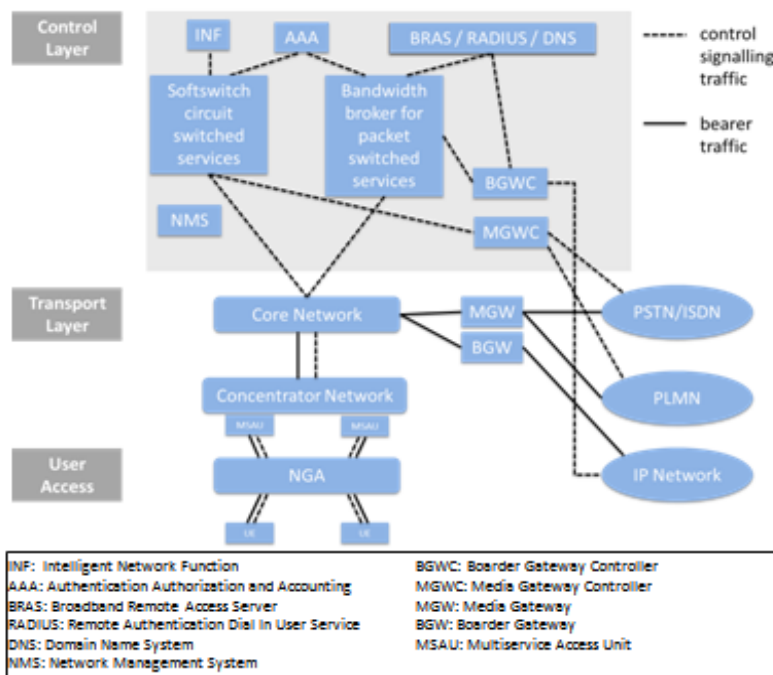 Control
Layer
INF
AAA
BRAS / RADIUS / DNS
control
signalling
traffic
bearer
traffic
Softswitch
circuit
switched
services
Bandwidth
broker for
packet
switched
services
BGWC
NMS
MGWC
Transport
Layer
Core Network
MGW
BGW
PSTN/ISDN
Concentrator Network
MSAU
MSAU
PLMN
User
Access
NGA
IP Network
UE
UE
INF: Intelligent Network Function
AAA: Authentication Authorization and Accounting
BRAS: Broadband Remote Access Server
RADIUS: Remote Authentication Dial In User Service
DNS: Domain Name System
NMS: Network Management System
BGWC: Boarder Gateway Controller
MGWC: Media Gateway Controller
MGW: Media Gateway
BGW: Boarder Gateway
MSAU: Multiservice Access Unit